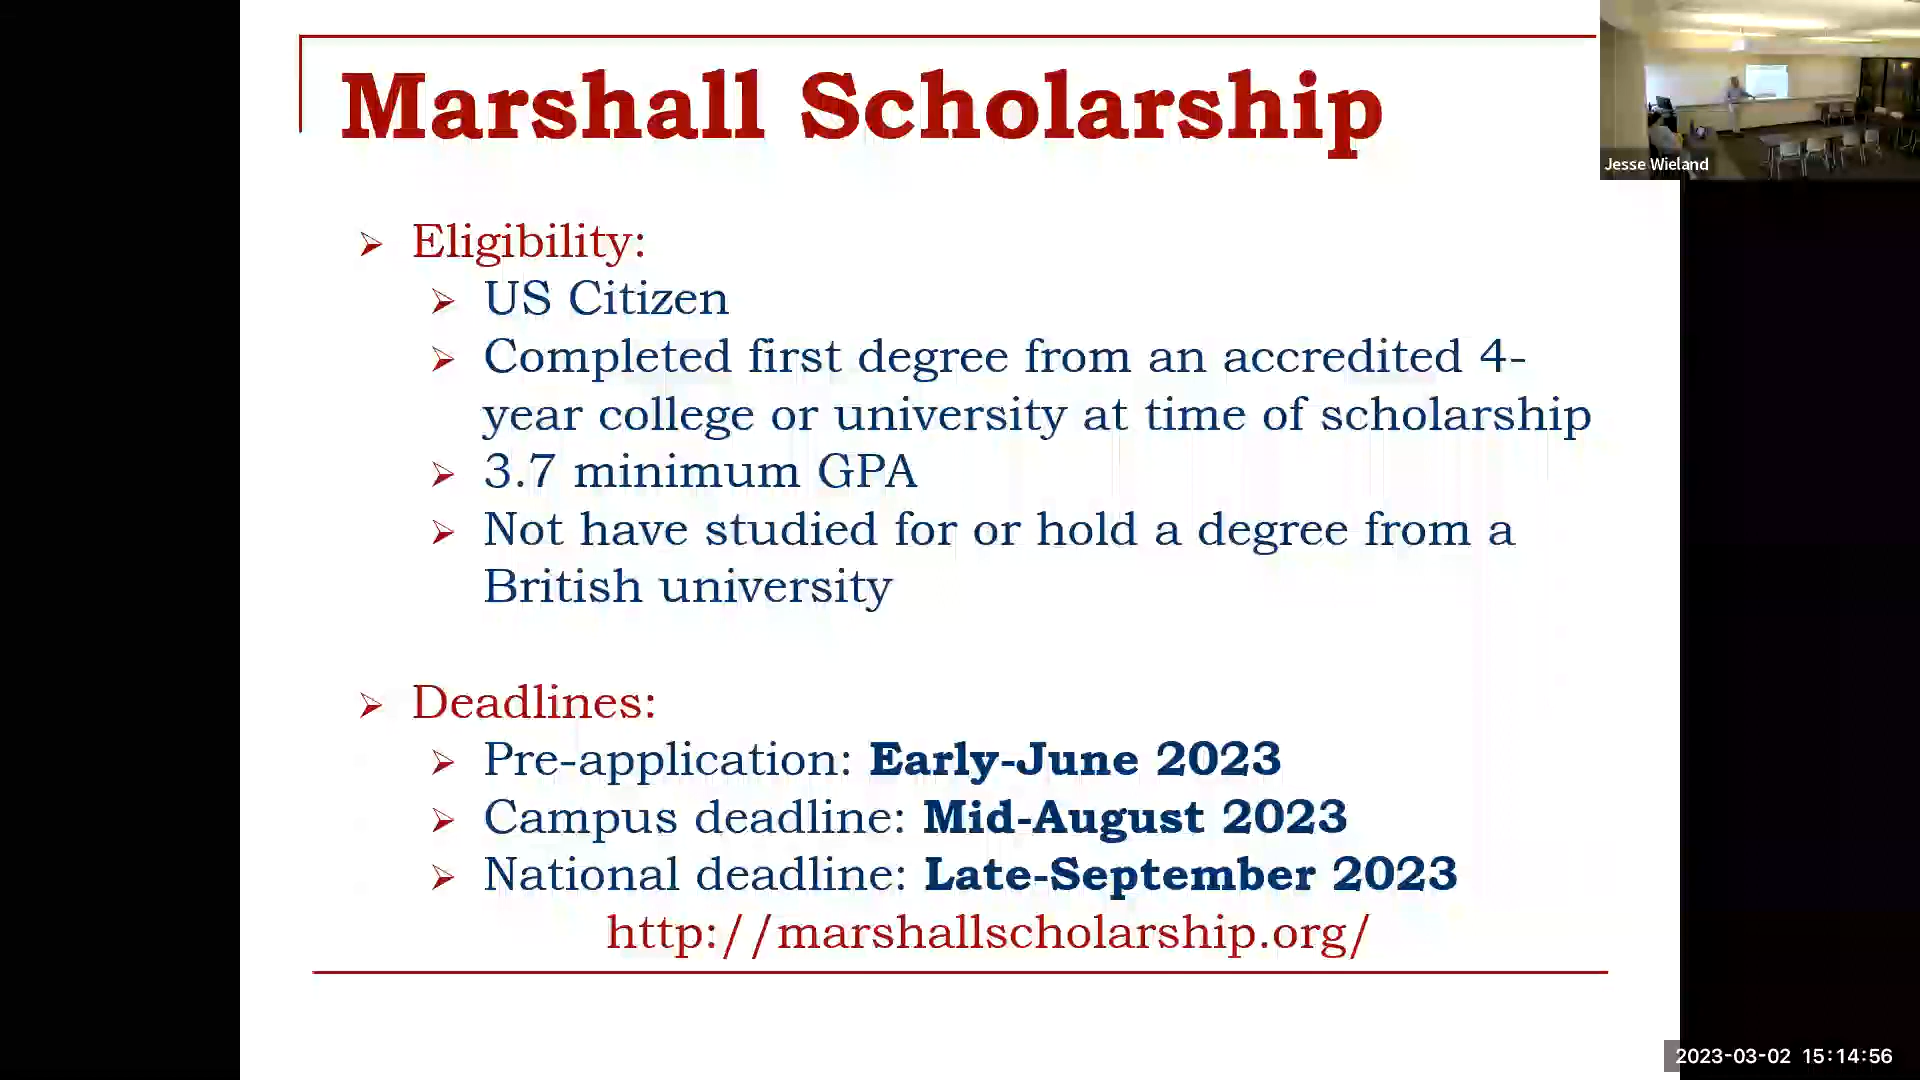 Marshall Scholarship
Jesse Wieland
Eligibility:
US Citizen
Completed first degree from an accredited 4-
year college or university at time of scholarship
3.7 minimum GPA
Not have studied for or hold a degree from a
British university
Deadlines:
Pre-application: Early-June 2023
Campus deadline: Mid-August 2023
National deadline: Late-September 2023
http://marshallscholarship.org/
2023-03-02 15:14:56